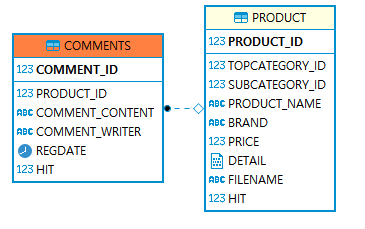 COMMENTS
123 COMMENT_ID
123 PRODUCT_ID
ABC COMMENT_CONTENT
ABC COMMENT_WRITER
REGDATE
123 HIT
PRODUCT
123 PRODUCT_ID
123 TOPCATEGORY_ID
123 SUBCATEGORY_ID
ABC PRODUCT_NAME
ABC BRAND
123 PRICE
DETAIL
ABC FILENAME
123 HIT